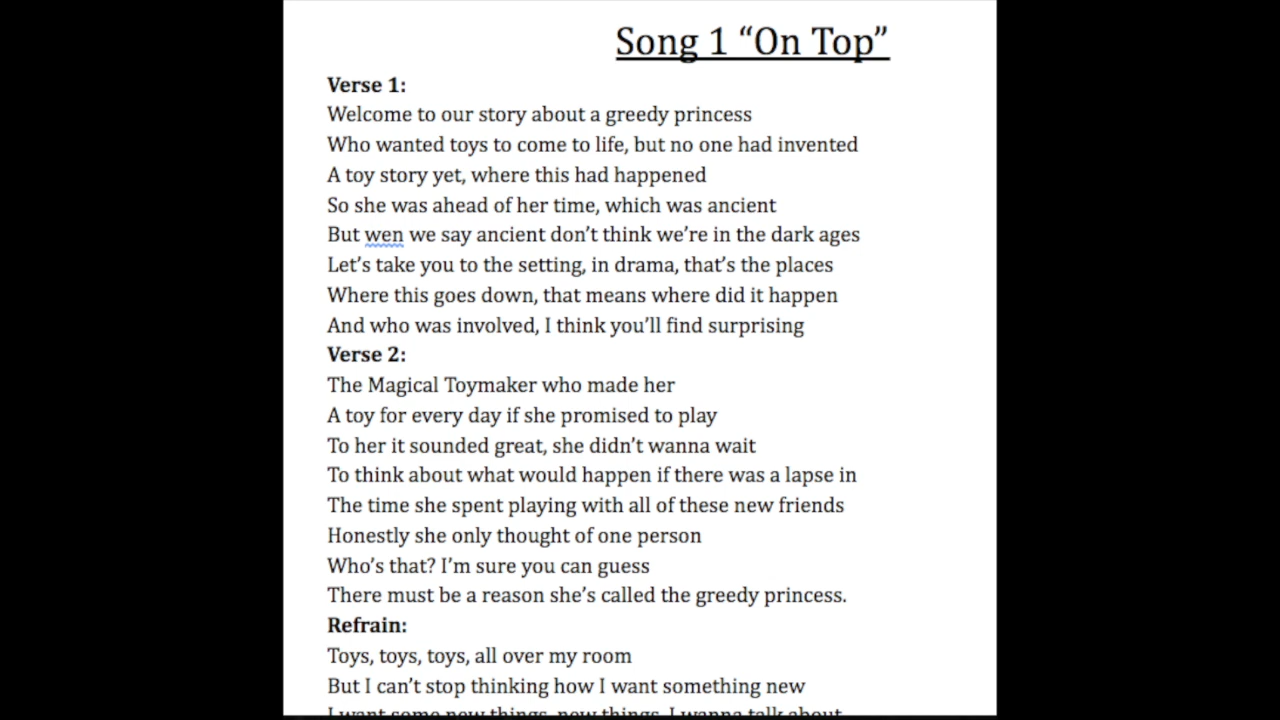 Song 1 “On Top”
Verse 1:
Welcome to our story about a greedy princess
Who wanted toys to come to life, but no one had invented
A toy story yet, where this had happened
So she was ahead of her time, which was ancient
But wen we say ancient don’t think we’re in the dark ages
Let’s take you to the setting, in drama, that’s the places
Where this goes down, that means where did it happen
And who was involved, I think you’ll find surprising
Verse 2:
The Magical Toymaker who made her
A toy for every day if she promised to play
To her it sounded great, she didn’t wanna wait
To think about what would happen if there was a lapse in
The time she spent playing with all of these new friends
Honestly she only thought of one person
Who’s that? I’m sure you can guess
There must be a reason she’s called the greedy princess.
Refrain:
Toys, toys, toys, all over my room
But I can’t stop thinking how I want something new
I want some new things, new things, I wanna talk about